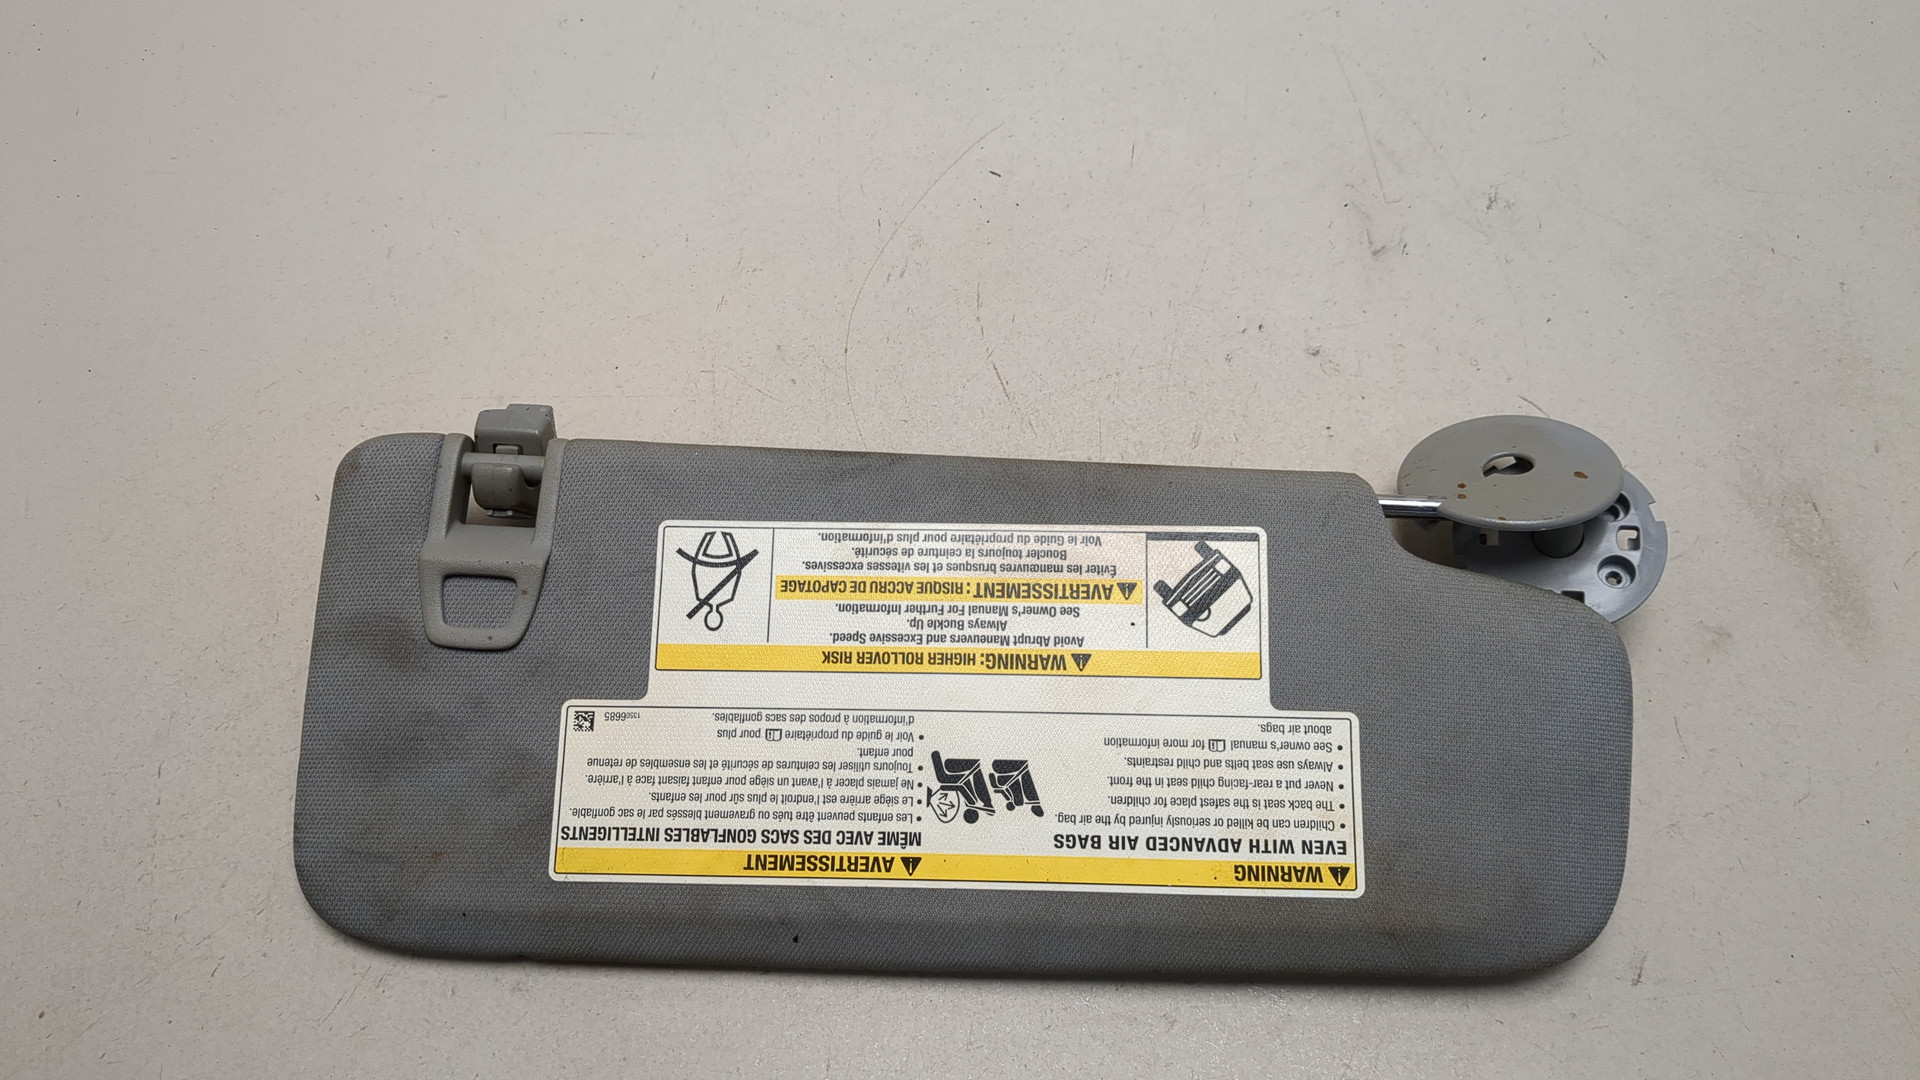 WARNING
EVEN WITH ADVANCED AIR BAGS
• Children can be killed or seriously injured by the air bag.
• The back seat is the safest place for children.
• Never put a rear-facing child seat in the front.
• Always use seat belts and child restraints.
• See owner's manual for more information
about air bags.
AVERTISSEMENT
MÊME AVEC DES SACS GONFLABLES INTELLIGENTS
• Les enfants peuvent être tués ou gravement blessés par le sac gonflable.
• Le siège arrière est l'endroit le plus sûr pour les enfants.
• Ne jamais placer à l'avant un siège pour enfant faisant face à l'arrière.
• Toujours utiliser les ceintures de sécurité et les ensembles de retenue
pour enfant.
• Voir le guide du propriétaire pour plus
d'information à propos des sacs gonflables.
13506685
WARNING: HIGHER ROLLOVER RISK
Avoid Abrupt Maneuvers and Excessive Speed.
Always Buckle Up.
See Owner's Manual For Further Information.
AVERTISSEMENT : RISQUE ACCRU DE CAPOTAGE
Éviter les manœuvres brusques et les vitesses excessives.
Boucler toujours la ceinture de sécurité.
Voir le Guide du propriétaire pour plus d'information.